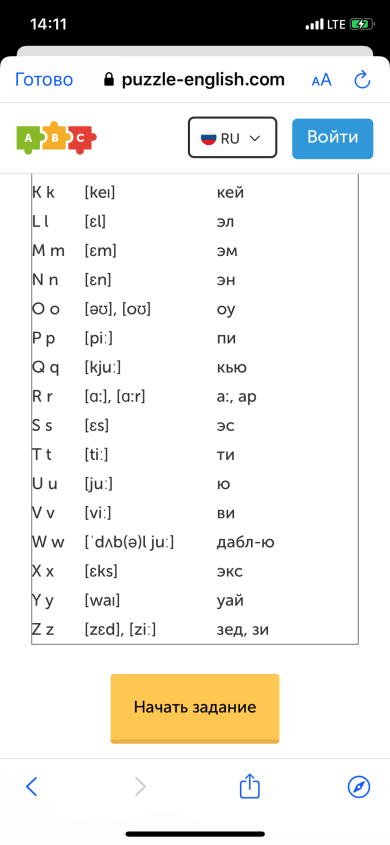 14:11 LTE
Готово puzzle-english.com AA
A B C RU Войти
K k [keɪ] кей
L l [ɛl] эл
M m [ɛm] эм
N n [ɛn] эн
O o [əʊ], [oʊ] оу
P p [piː] пи
Q q [kjuː] кью
R r [ɑː], [ɑːr] а:, ар
S s [ɛs] эс
T t [tiː] ти
U u [juː] ю
V v [viː] ви
W w [ˈdʌb(ə)l juː] дабл-ю
X x [ɛks] экс
Y y [waɪ] уай
Z z [zɛd], [ziː] зед, зи
Начать задание